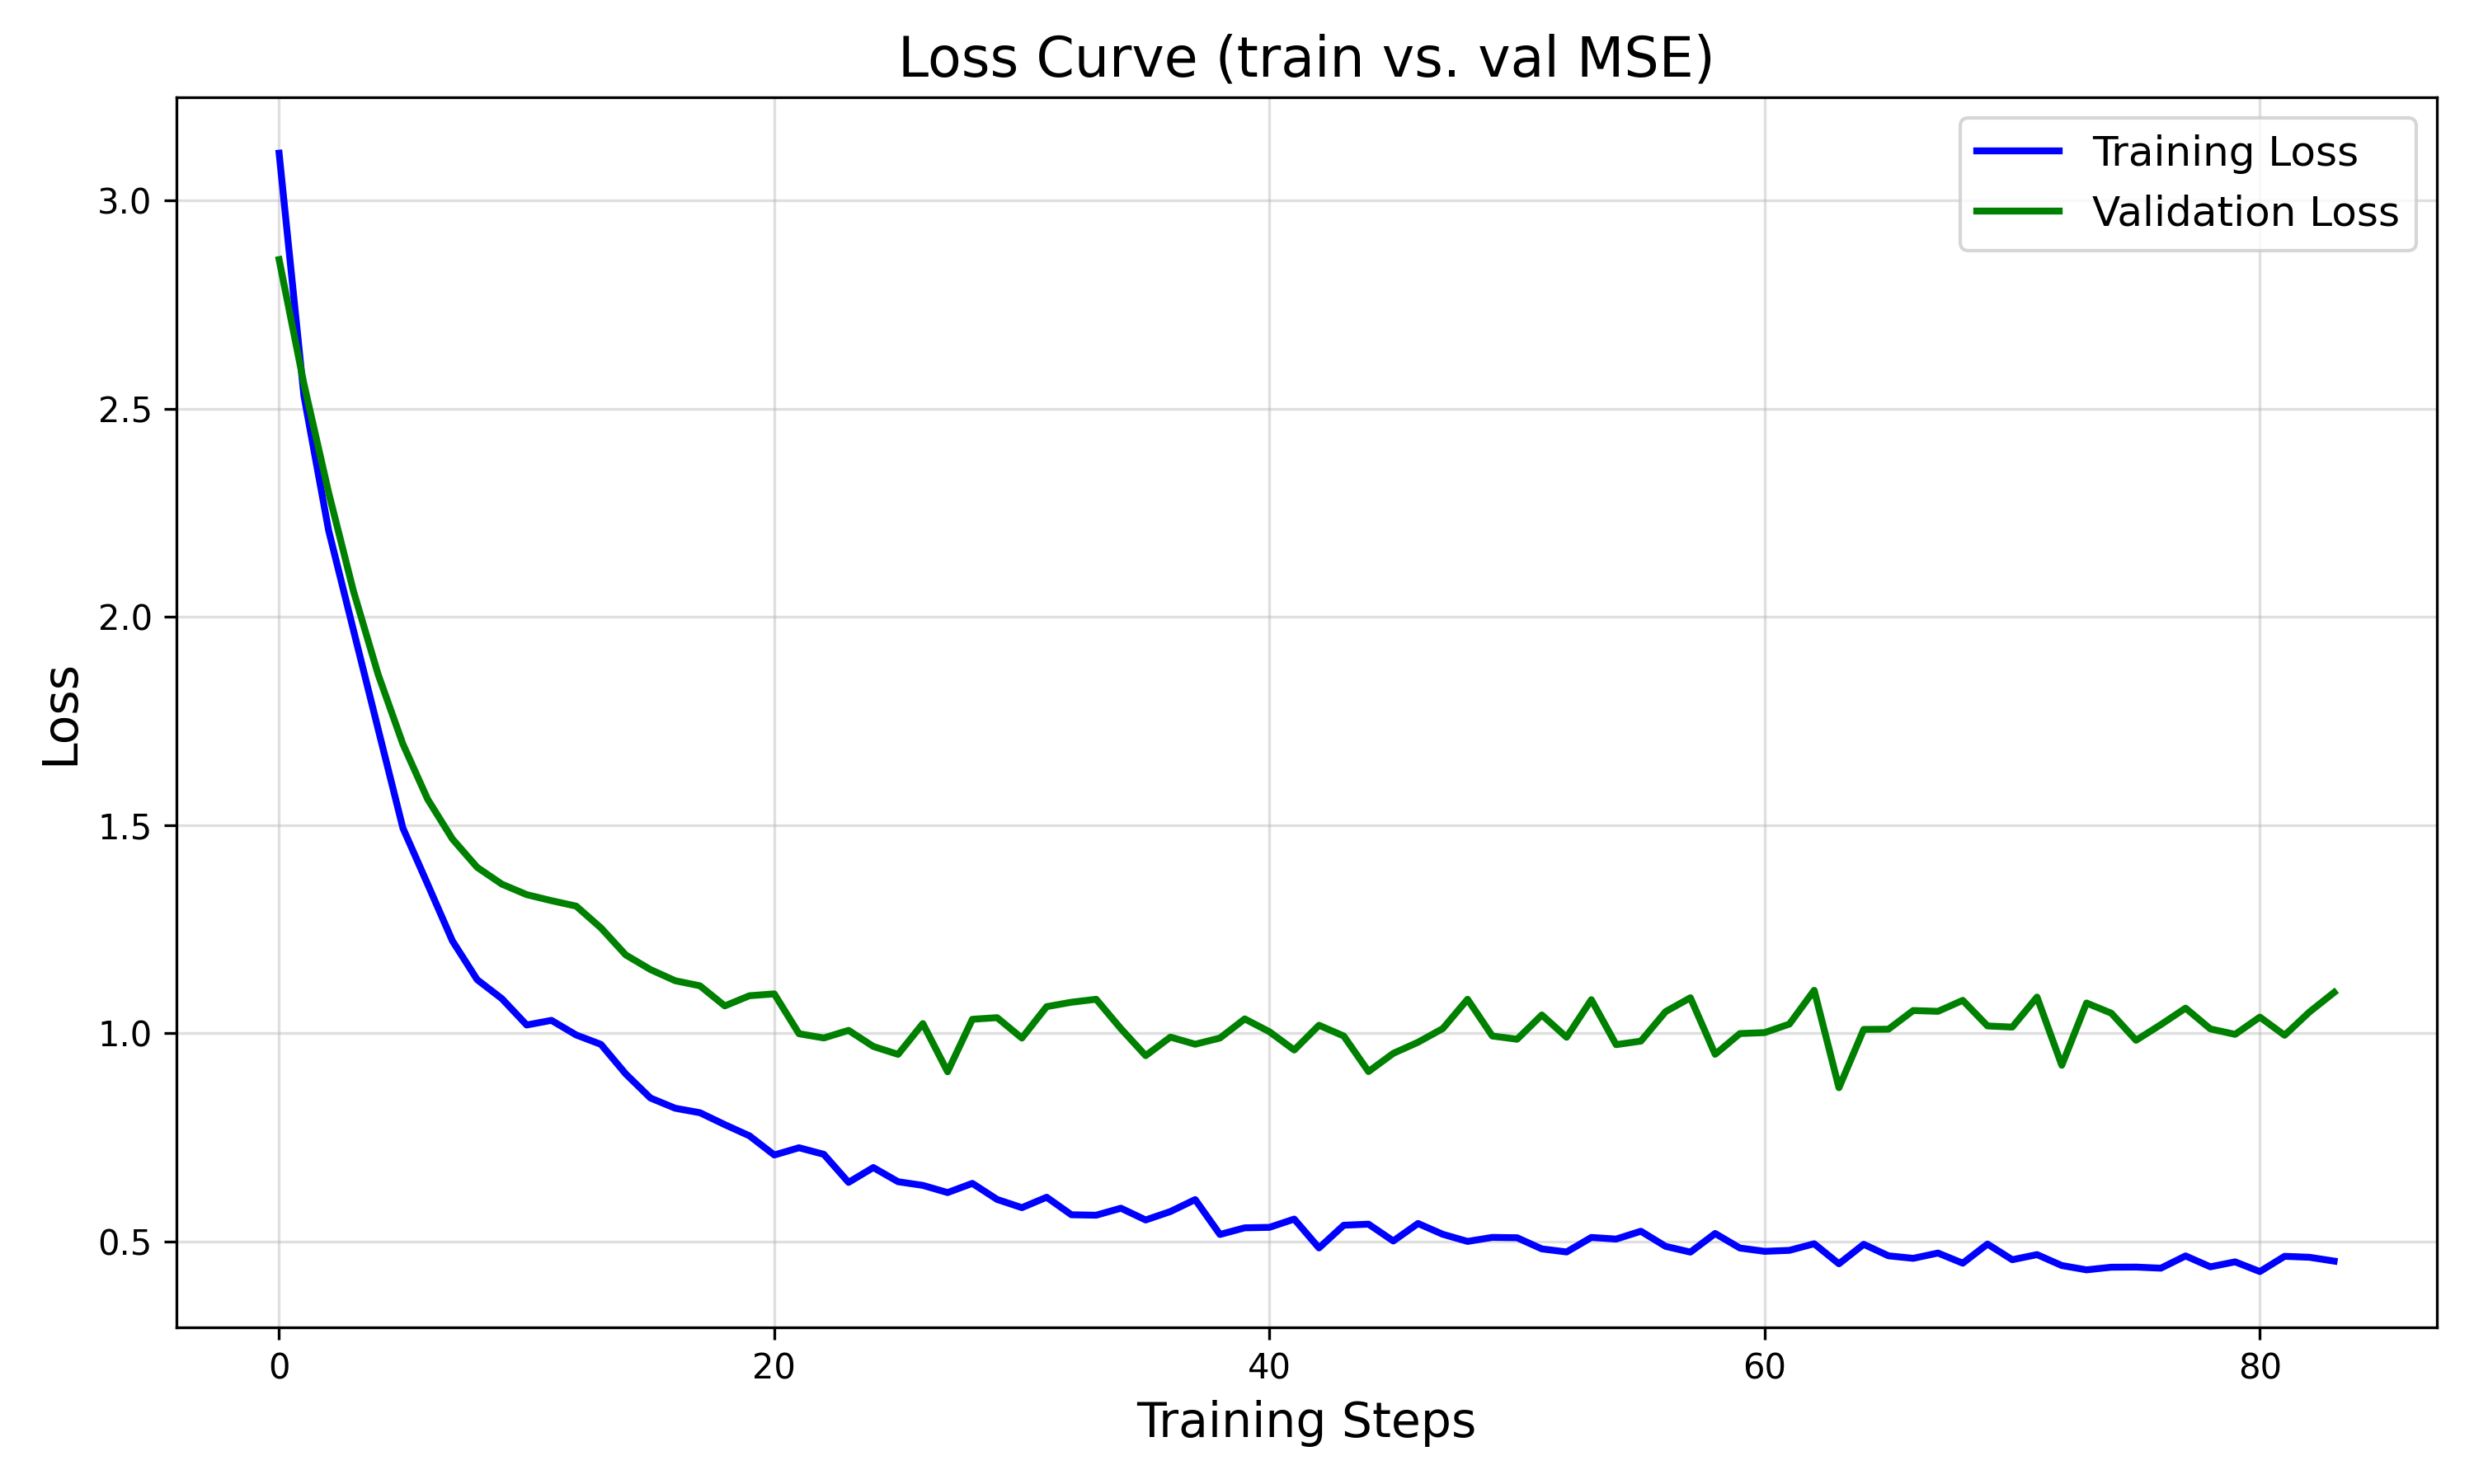 Loss Curve (train vs. val MSE)
Training Loss
Validation Loss
3.0
2.5
2.0
1.5
1.0
0.5
Loss
0 20 40 60 80
Training Steps